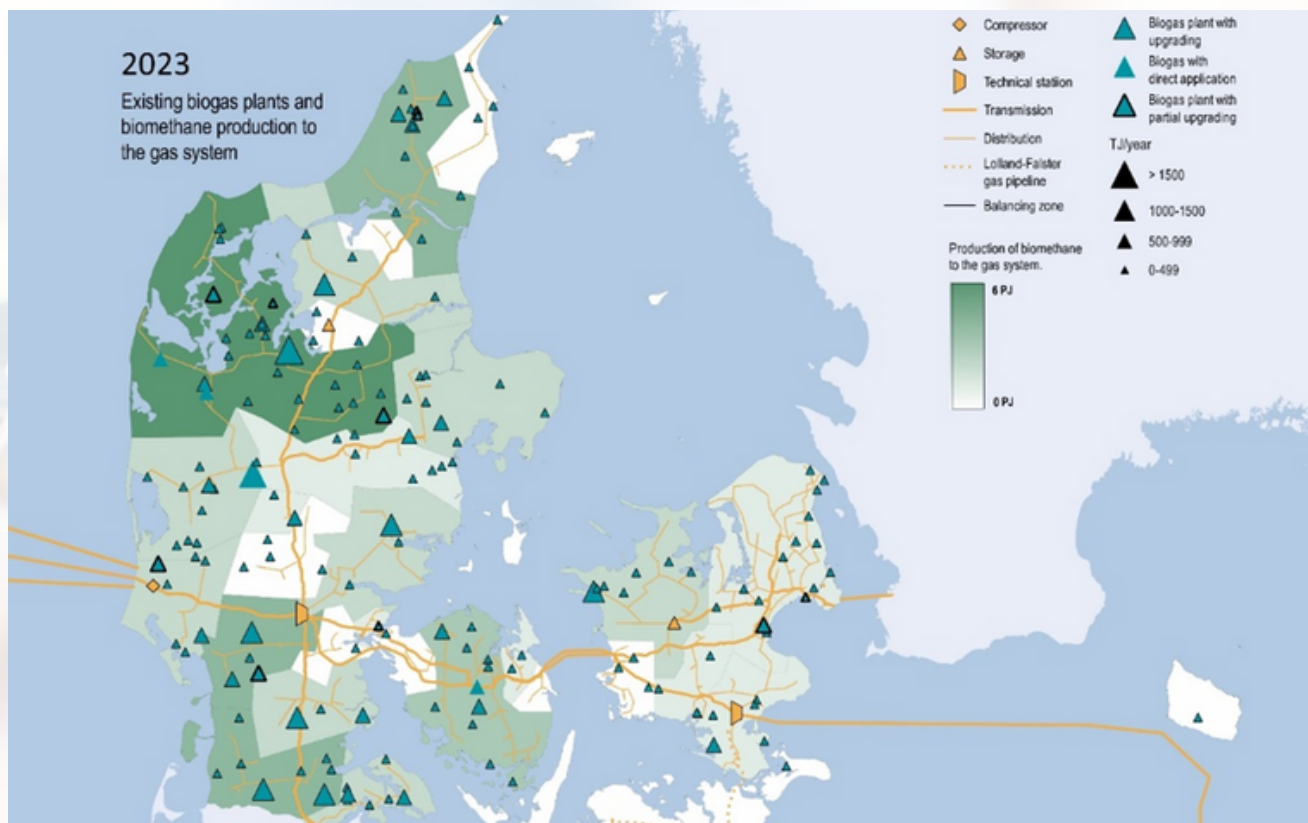 2023
Existing biogas plants and
biomethane production to
the gas system
Compressor
Storage
Technical station
Transmission
Distribution
Lolland-Falster
gas pipeline
Balancing zone
Production of biomethane
to the gas system.
6 PJ
0 PJ
Biogas plant with
upgrading
Biogas with
direct application
Biogas plant with
partial upgrading
TJ/year
> 1500
1000-1500
500-999
0-499